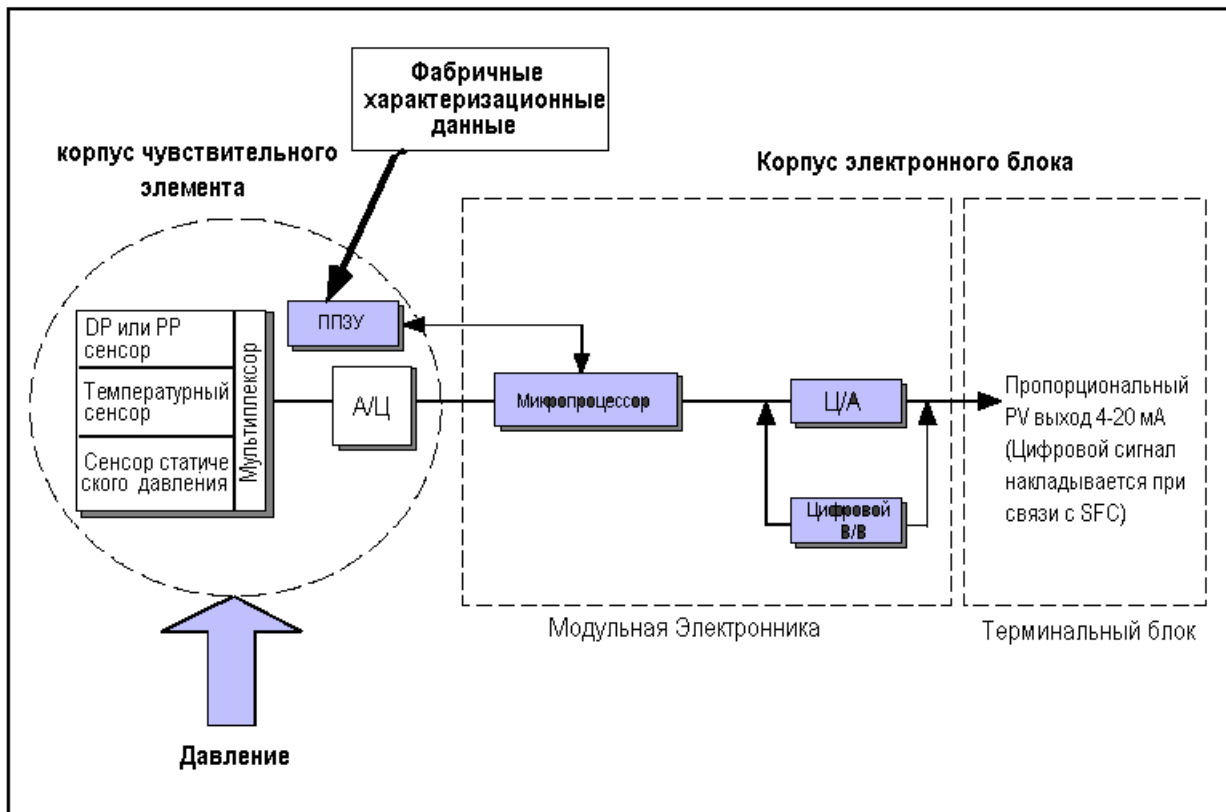 Фабричные
характеризационные
данные
корпус чувствительного
элемента
Корпус электронного блока
DP или PP
сенсор
Температурный
сенсор
Сенсор статиче
ского давления
Мультиплексор
ППЗУ
А/Ц
Микропроцессор
Ц/А
Цифровой
В/В
Пропорциональный
PV выход 4-20 мА
(Цифровой сигнал
накладывается при
связи с SFC)
Модульная Электроника
Терминальный блок
Давление